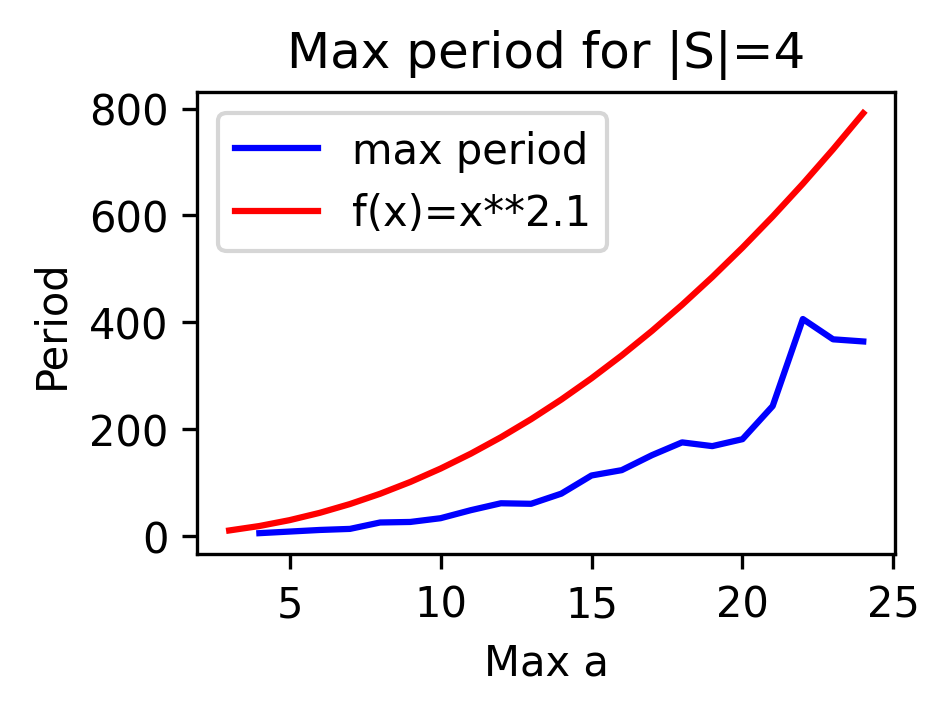 Max period for |S|=4
800
600
400
200
0
Period
max period
f(x)=x**2.1
5
10
15
20
25
Max a